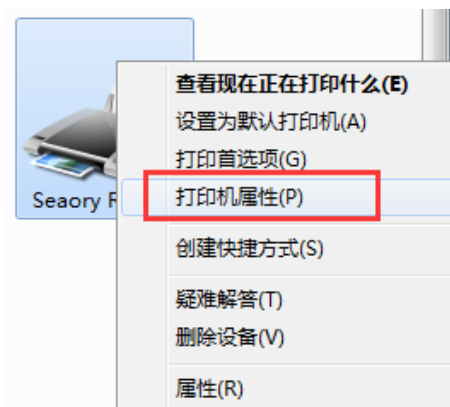 查看现在正在打印什么(E)
设置为默认打印机(A)
打印首选项(G)
Seaory
打印机属性(P)
创建快捷方式(S)
疑难解答(T)
删除设备(V)
属性(R)